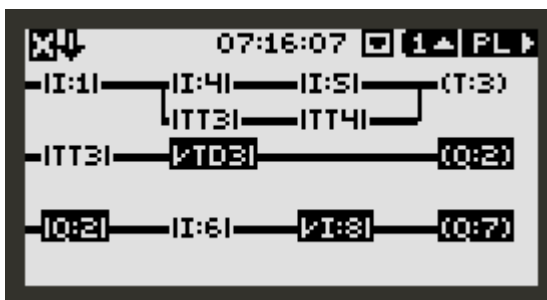 X 07:16:07 1 PL
I:1 I:4 I:5 (T:3)
TT3 TT4
TT3 TD3 (Q:2)
Q:2 I:6 I:8 (Q:7)